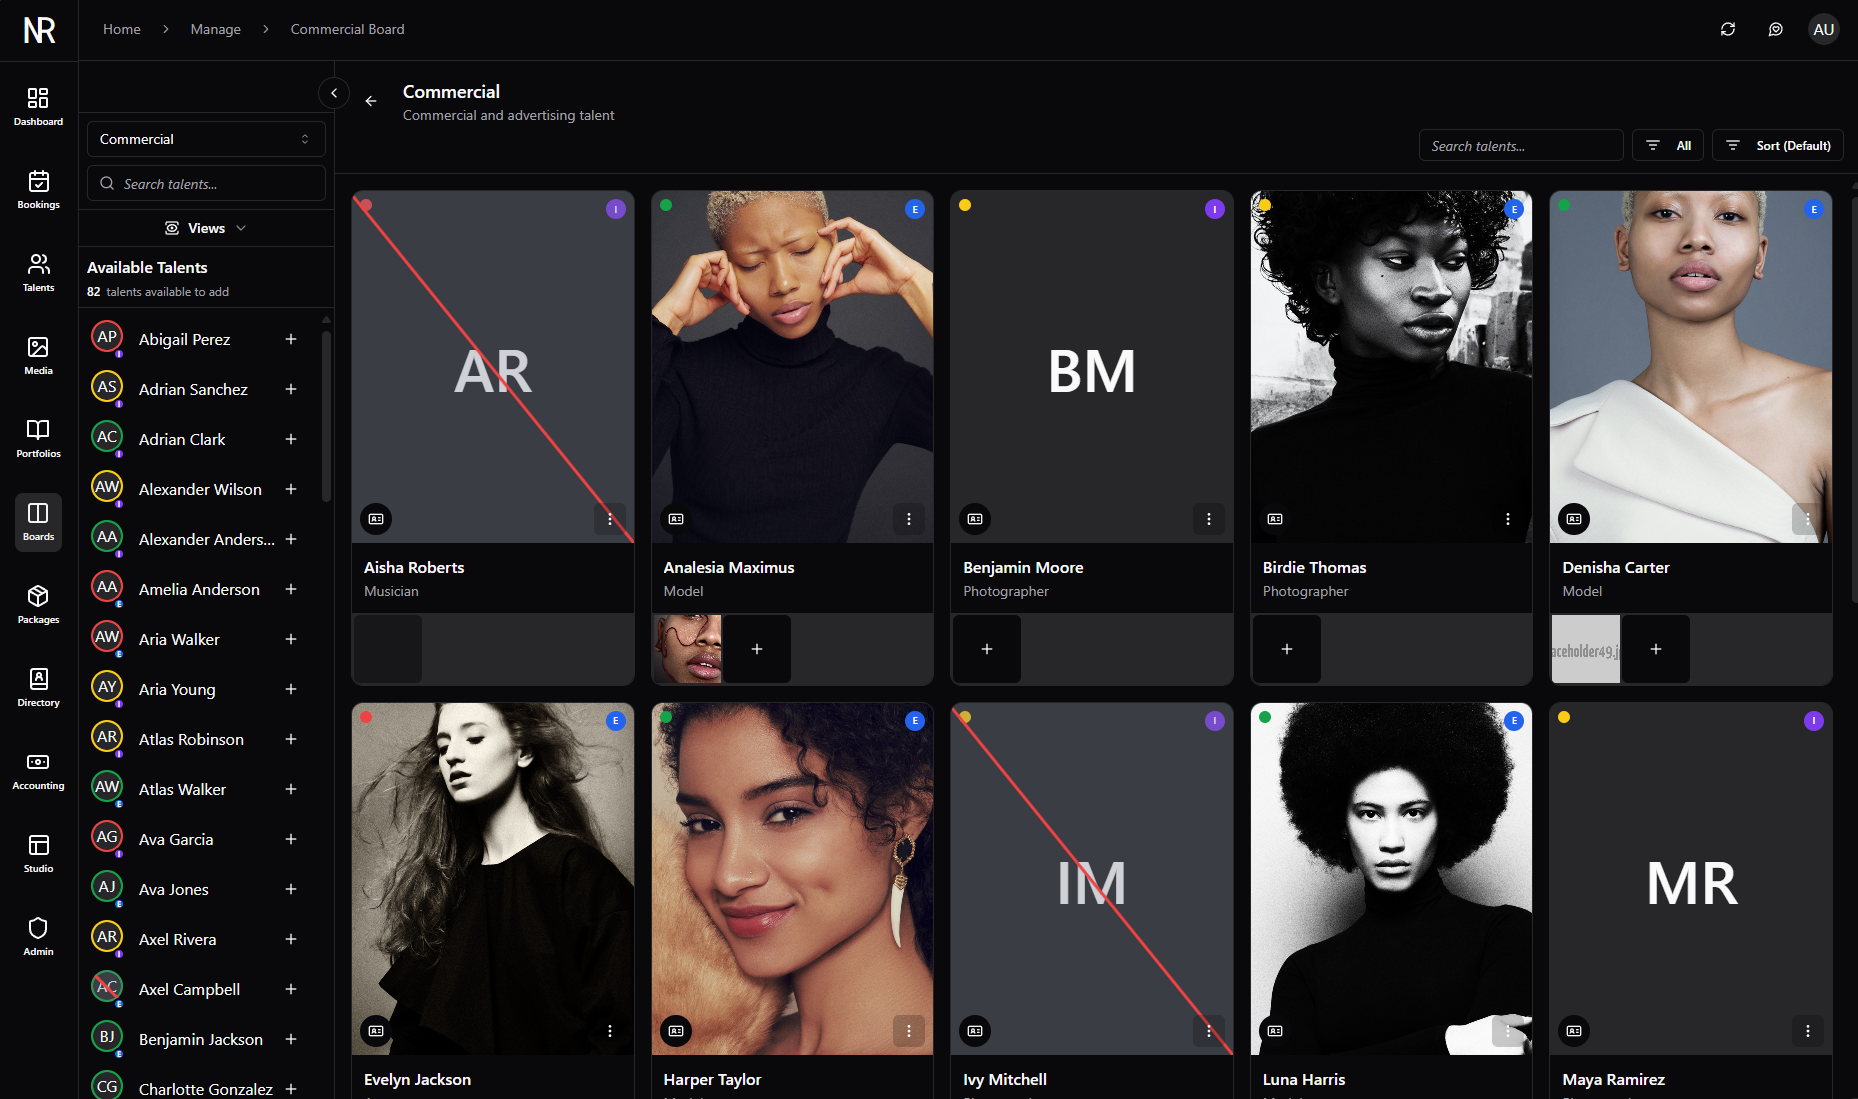 NR
Home > Manage > Commercial Board
AU
Dashboard
Bookings
Talents
Media
Portfolios
Boards
Packages
Directory
Accounting
Studio
Admin
Commercial
Search talents...
Views
Available Talents
82 talents available to add
AP Abigail Perez +
I
AS Adrian Sanchez +
I
AC Adrian Clark +
I
AW Alexander Wilson +
I
AA Alexander Anders... +
I
AA Amelia Anderson +
E
AW Aria Walker +
E
AY Aria Young +
I
AR Atlas Robinson +
I
AW Atlas Walker +
E
AG Ava Garcia +
I
AJ Ava Jones +
E
AR Axel Rivera +
I
AC Axel Campbell +
E
BJ Benjamin Jackson +
E
CG Charlotte Gonzalez +
Commercial
Commercial and advertising talent
Search talents...
All
Sort (Default)
I
AR
Aisha Roberts
Musician
E
Analesia Maximus
Model
+
I
BM
Benjamin Moore
Photographer
+
E
Birdie Thomas
Photographer
+
E
Denisha Carter
Model
aceholder49.j
+
E
Evelyn Jackson
E
Harper Taylor
I
IM
Ivy Mitchell
E
Luna Harris
I
MR
Maya Ramirez